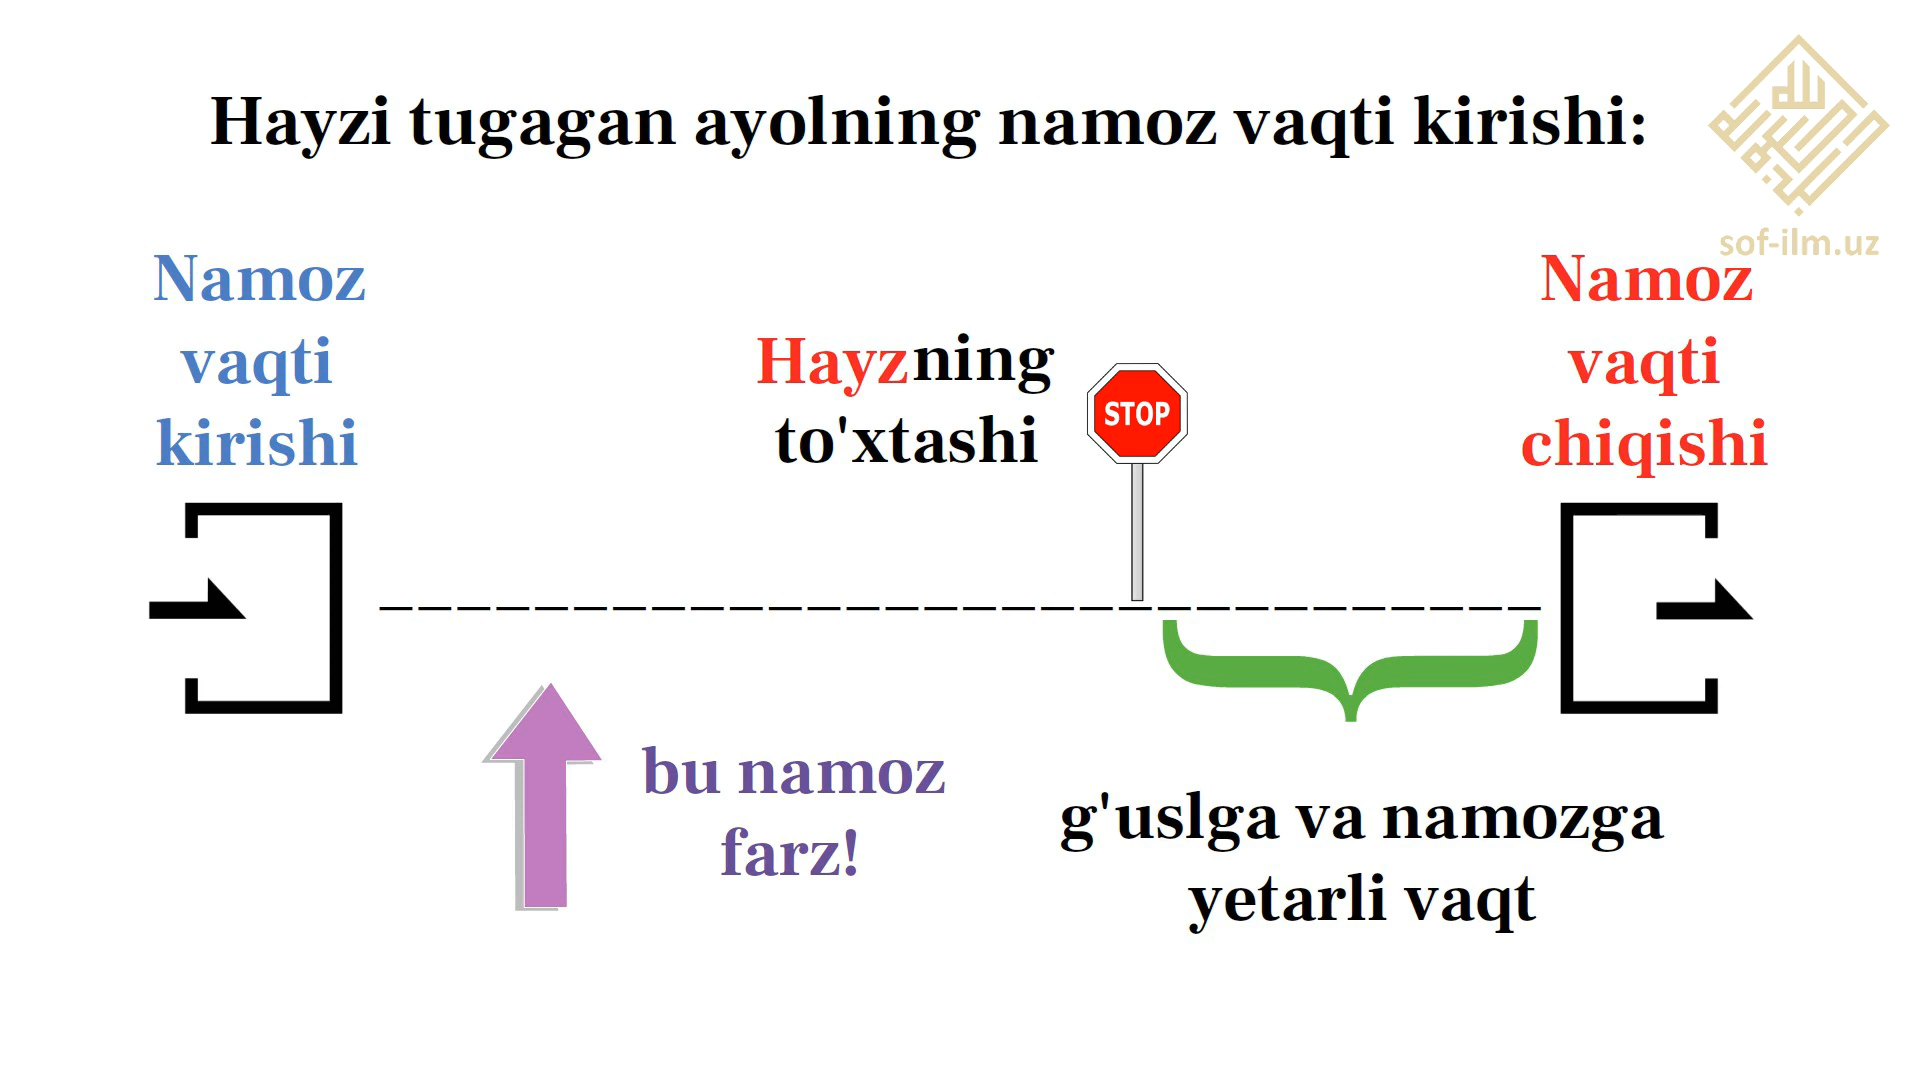 Hayzi tugagan ayolning namoz vaqti kirishi:
sof-ilm.uz
Namoz
vaqti
kirishi
Hayzning
to'xtashi
STOP
Namoz
vaqti
chiqishi
bu namoz
farz!
g'uslga va namozga
yetarli vaqt